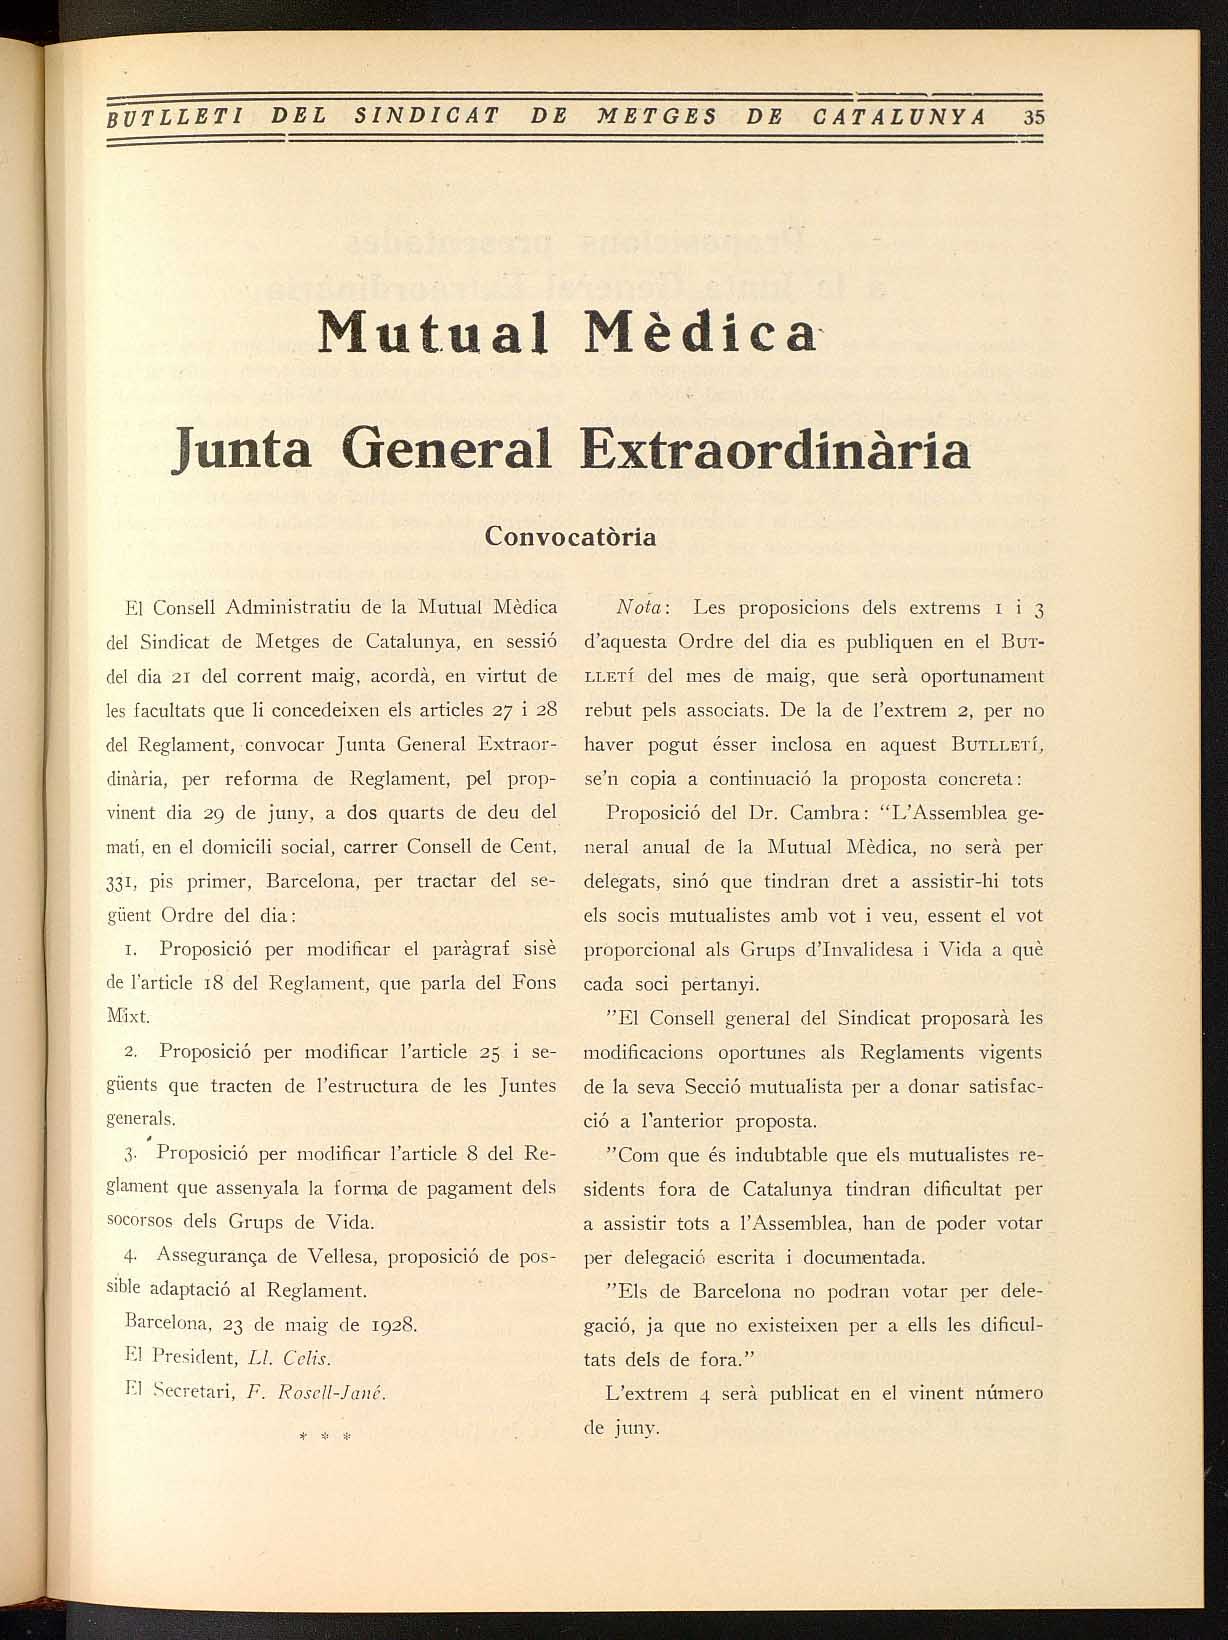 BUTLLETI DEL SINDICAT DE METGES DE CATALUNYA 35
Mutual Mèdica
Junta General Extraordinària
Convocatòria
El Consell Administratiu de la Mutual Mèdica
del Sindicat de Metges de Catalunya, en sessió
del dia 21 del corrent maig, acordà, en virtut de
les facultats que li concedeixen els articles 27 i 28
del Reglament, convocar Junta General Extraor-
dinària, per reforma de Reglament, pel prop-
vinent dia 29 de juny, a dos quarts de deu del
matí, en el domicili social, carrer Consell de Cent,
331, pis primer, Barcelona, per tractar del se-
güent Ordre del dia:
1. Proposició per modificar el paràgraf sisè
de l'article 18 del Reglament, que parla del Fons
Mixt.
2. Proposició per modificar l'article 25 i se-
güents que tracten de l'estructura de les Juntes
generals.
3. Proposició per modificar l'article 8 del Re-
glament que assenyala la forma de pagament dels
socorsos dels Grups de Vida.
4. Assegurança de Vellesa, proposició de pos-
sible adaptació al Reglament.
Barcelona, 23 de maig de 1928.
El President, Ll. Celis.
El Secretari, F. Rosell-Jané.
* * *
Nota: Les proposicions dels extrems 1 i 3
d'aquesta Ordre del dia es publiquen en el BUT-
LLETÍ del mes de maig, que serà oportunament
rebut pels associats. De la de l'extrem 2, per no
haver pogut ésser inclosa en aquest BUTLLETÍ,
se'n copia a continuació la proposta concreta:
Proposició del Dr. Cambra: "L'Assemblea ge-
neral anual de la Mutual Mèdica, no serà per
delegats, sinó que tindran dret a assistir-hi tots
els socis mutualistes amb vot i veu, essent el vot
proporcional als Grups d'Invalidesa i Vida a què
cada soci pertanyi.
"El Consell general del Sindicat proposarà les
modificacions oportunes als Reglaments vigents
de la seva Secció mutualista per a donar satisfac-
ció a l'anterior proposta.
"Com que és indubtable que els mutualistes re-
sidents fora de Catalunya tindran dificultat per
a assistir tots a l'Assemblea, han de poder votar
per delegació escrita i documentada.
"Els de Barcelona no podran votar per dele-
gació, ja que no existeixen per a ells les dificul-
tats dels de fora."
L'extrem 4 serà publicat en el vinent número
de juny.